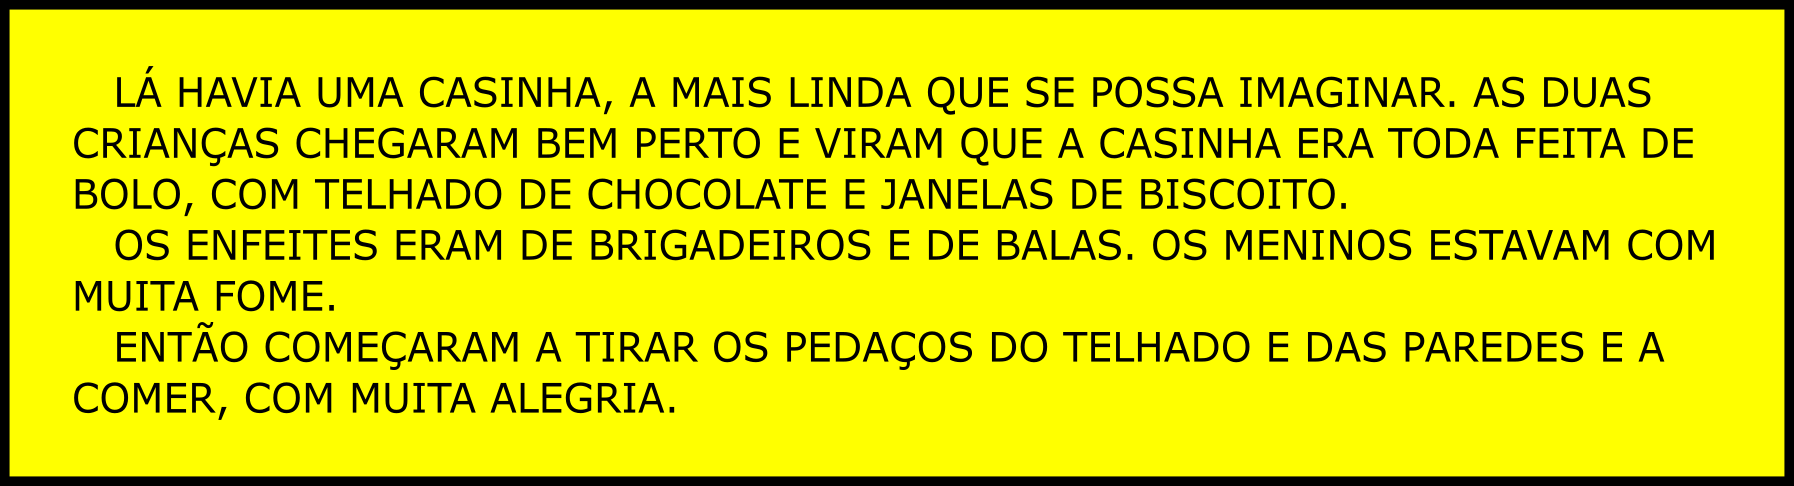 LÁ HAVIA UMA CASINHA, A MAIS LINDA QUE SE POSSA IMAGINAR. AS DUAS
CRIANÇAS CHEGARAM BEM PERTO E VIRAM QUE A CASINHA ERA TODA FEITA DE
BOLO, COM TELHADO DE CHOCOLATE E JANELAS DE BISCOITO.
OS ENFEITES ERAM DE BRIGADEIROS E DE BALAS. OS MENINOS ESTAVAM COM
MUITA FOME.
ENTÃO COMEÇARAM A TIRAR OS PEDAÇOS DO TELHADO E DAS PAREDES E A
COMER, COM MUITA ALEGRIA.